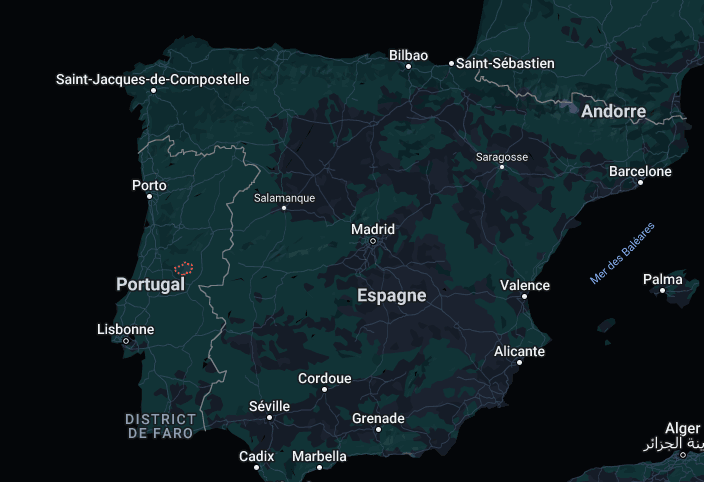 Bilbao
Saint-Sébastien
Saint-Jacques-de-Compostelle
Andorre
Saragosse
Barcelone
Porto
Salamanque
Madrid
Mer des Baléares
Portugal
Espagne
Valence
Palma
Lisbonne
Alicante
Cordoue
Séville
Grenade
DISTRICT
DE FARO
Alger
ينة الجزائر
Cadix
Marbella